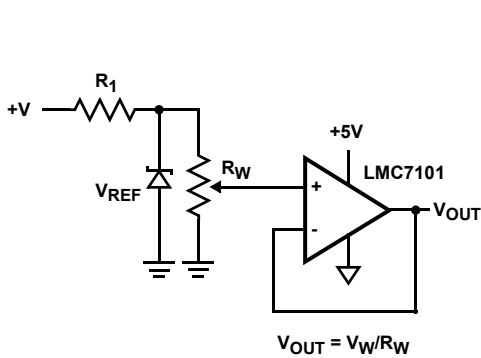 R1
+V
+5V
RW
LMC7101
VREF
+
-
VOUT
VOUT = VW/RW